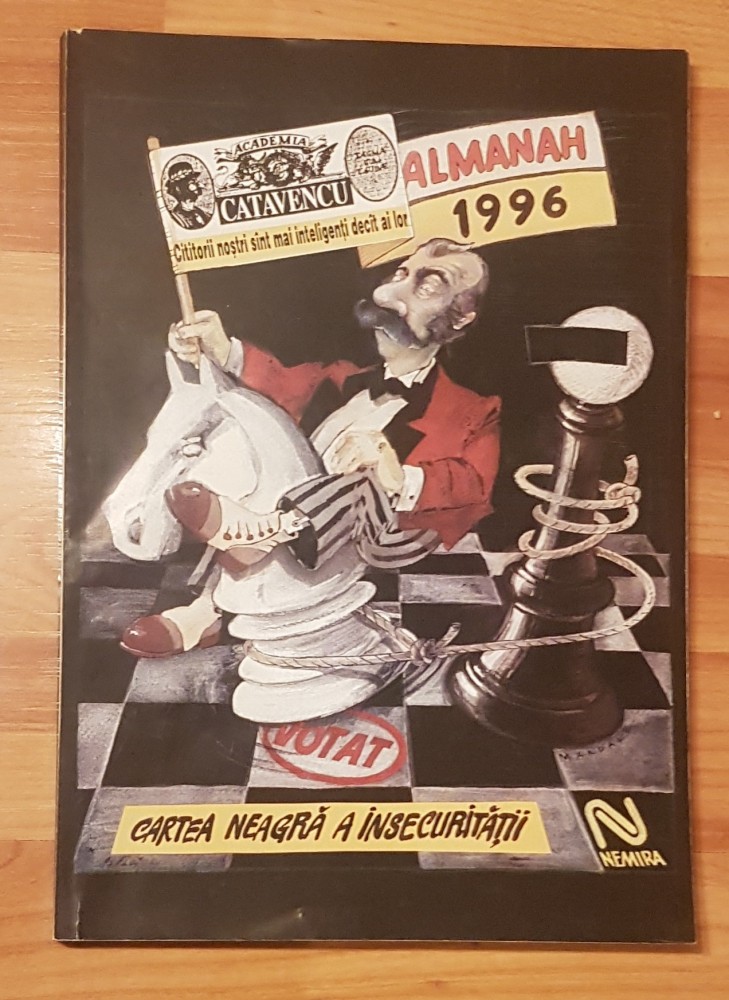 ACADEMIA
CATAVENCU
Cititorii noştri sînt mai inteligenţi decît ai lor
ALMANAH
1996
VOTAT
CARTEA NEAGRĂ A INSECURITĂŢII
NEMIRA